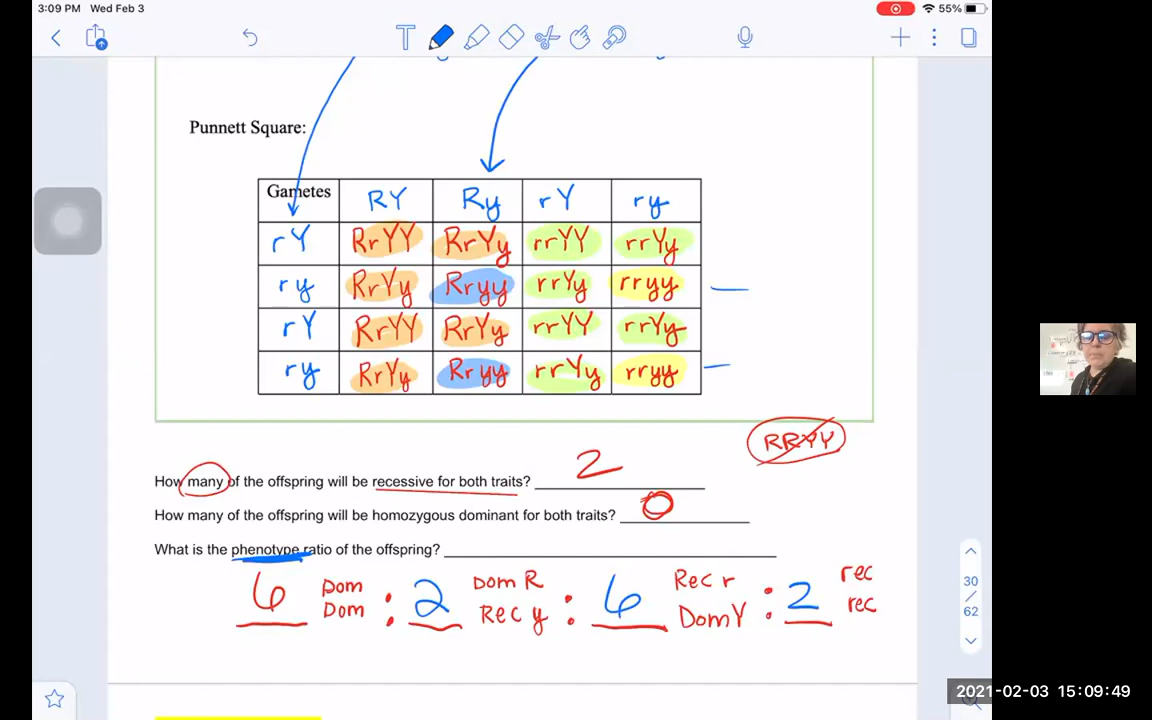 3:09 PM Wed Feb 3 55%
T
Punnett Square:
Gametes RY Ry rY ry
rY RrYY RrYy rrYY rrYy
ry RrYy Rryy rrYy rryy
rY RrYY RrYy rrYY rrYy
ry RrYy Rryy rrYy rryy
RRYY
How many of the offspring will be recessive for both traits? 2
How many of the offspring will be homozygous dominant for both traits? 0
What is the phenotype ratio of the offspring?
6 Dom Dom : 2 Dom R Rec y : 6 Rec r Dom Y : 2 rec rec
30
/
62
2021-02-03 15:09:49